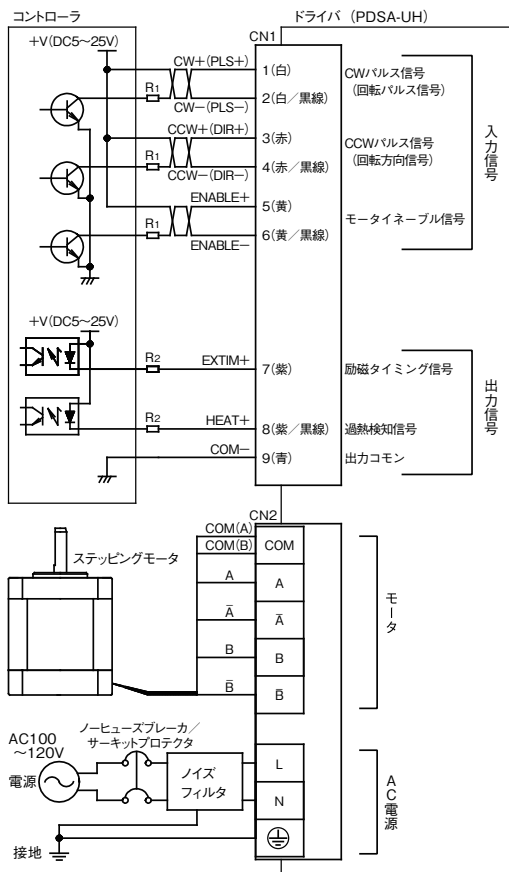 コントローラ
ドライバ (PDSA-UH)
CN1
+V(DC5～25V)
CW+(PLS+)
1(白)
CWパルス信号
(回転パルス信号)
R1
CW−(PLS−)
2(白／黒線)
CCW+(DIR+)
3(赤)
CCWパルス信号
(回転方向信号)
R1
CCW−(DIR−)
4(赤／黒線)
ENABLE+
5(黄)
モータイネーブル信号
R1
ENABLE−
6(黄／黒線)
入力信号
+V(DC5～25V)
R2
EXTIM+
7(紫)
励磁タイミング信号
R2
HEAT+
8(紫／黒線)
過熱検知信号
COM−
9(青)
出力コモン
出力信号
CN2
ステッピングモータ
COM(A)
COM(B)
COM
A
A
A̅
A̅
B
B
B̅
B̅
モータ
AC100
～120V
電源
ノーヒューズブレーカ／
サーキットプロテクタ
ノイズ
フィルタ
L
N
AC電源
接地